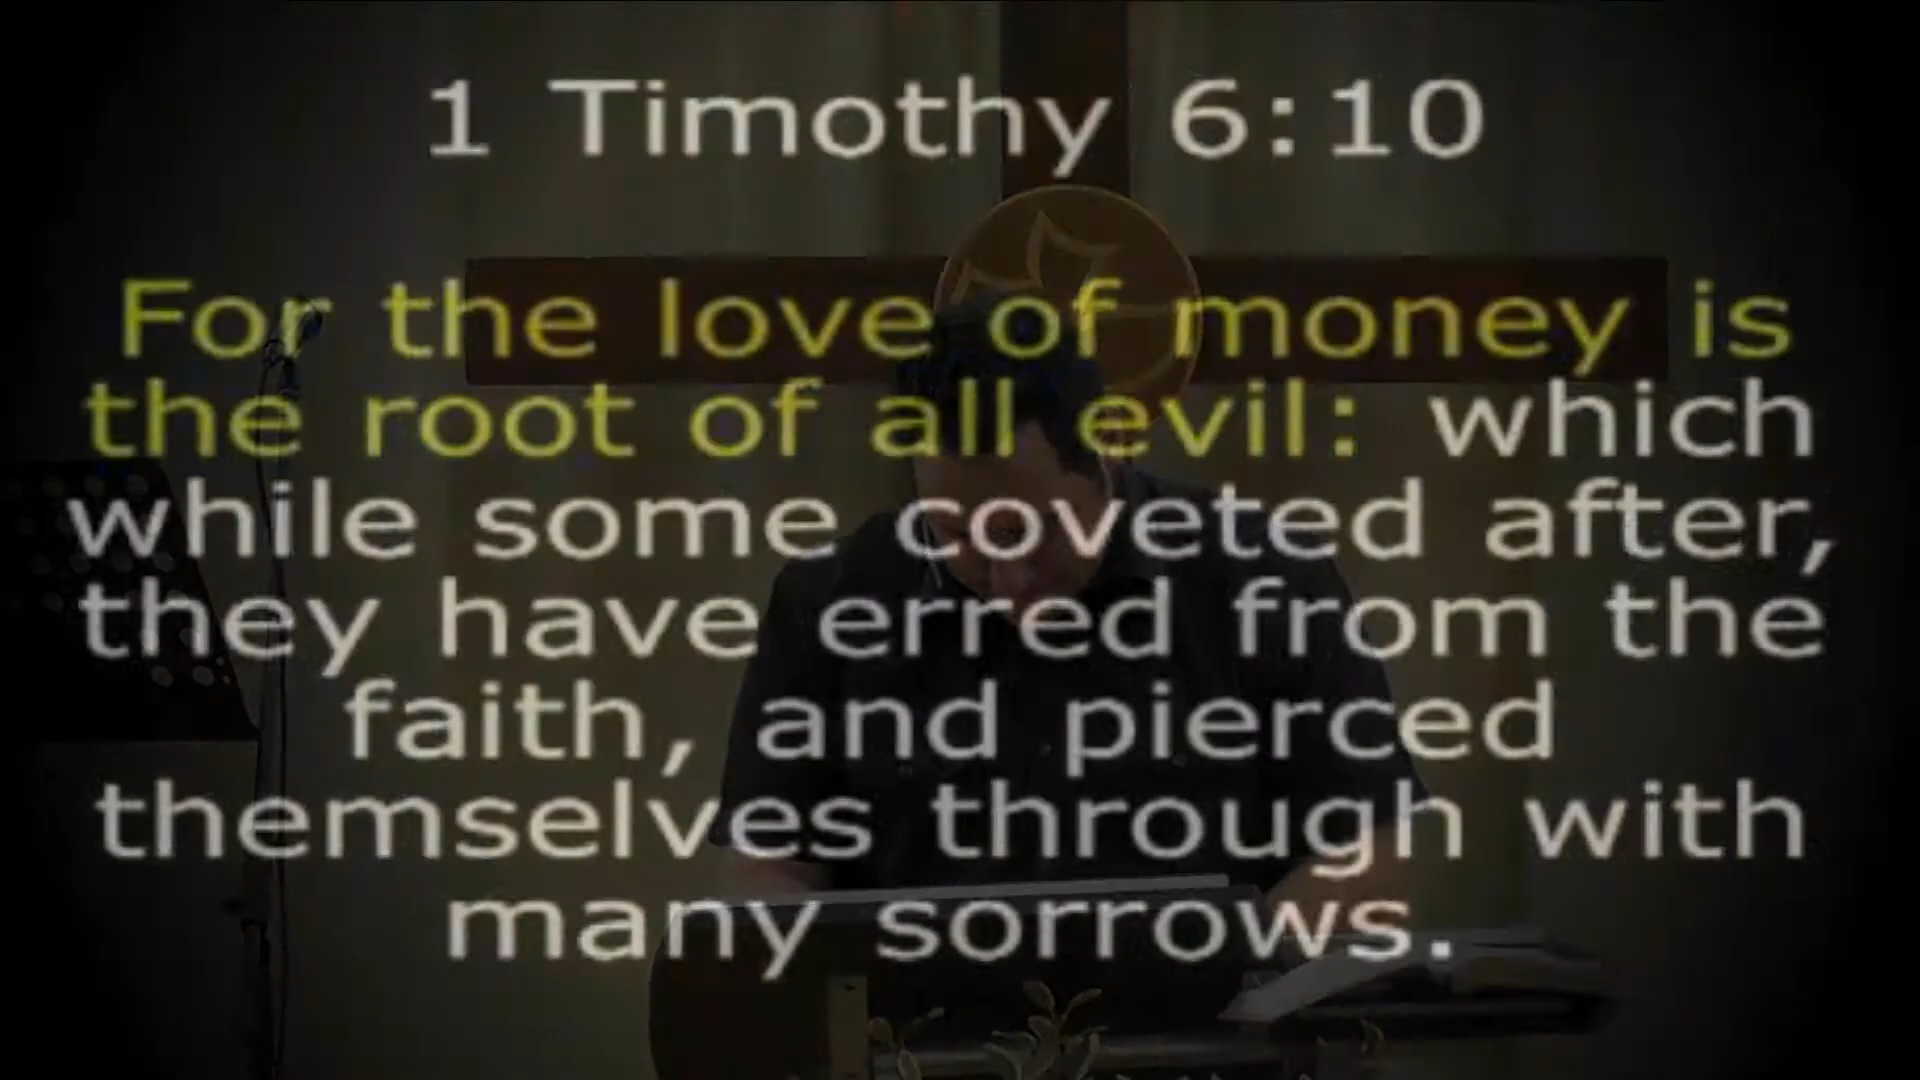 1 Timothy 6:10
For the love of money is
the root of all evil: which
while some coveted after,
they have erred from the
faith, and pierced
themselves through with
many sorrows.